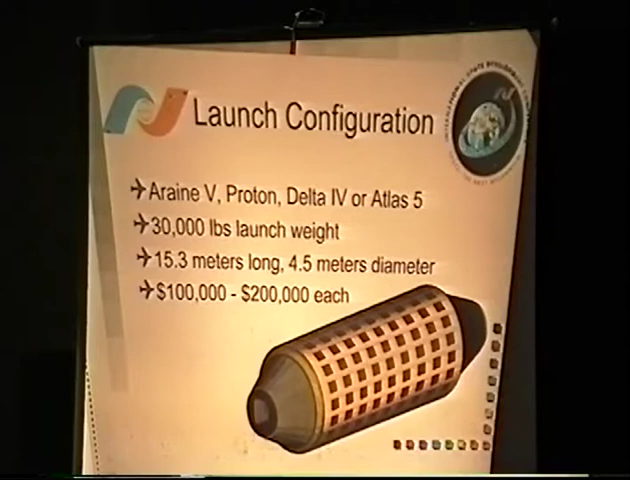 Launch Configuration
Araine V, Proton, Delta IV or Atlas 5
30,000 lbs launch weight
15.3 meters long, 4.5 meters diameter
$100,000 - $200,000 each